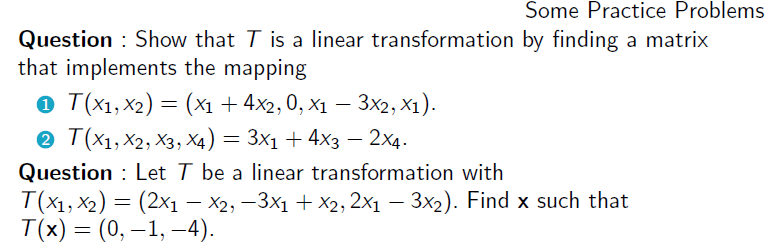 Some Practice Problems
Question : Show that T is a linear transformation by finding a matrix
that implements the mapping
1 T(x₁, x₂) = (x₁ + 4x₂, 0, x₁ − 3x₂, x₁).
2 T(x₁, x₂, x₃, x₄) = 3x₁ + 4x₃ − 2x₄.
Question : Let T be a linear transformation with
T(x₁, x₂) = (2x₁ − x₂, −3x₁ + x₂, 2x₁ − 3x₂). Find x such that
T(x) = (0, −1, −4).